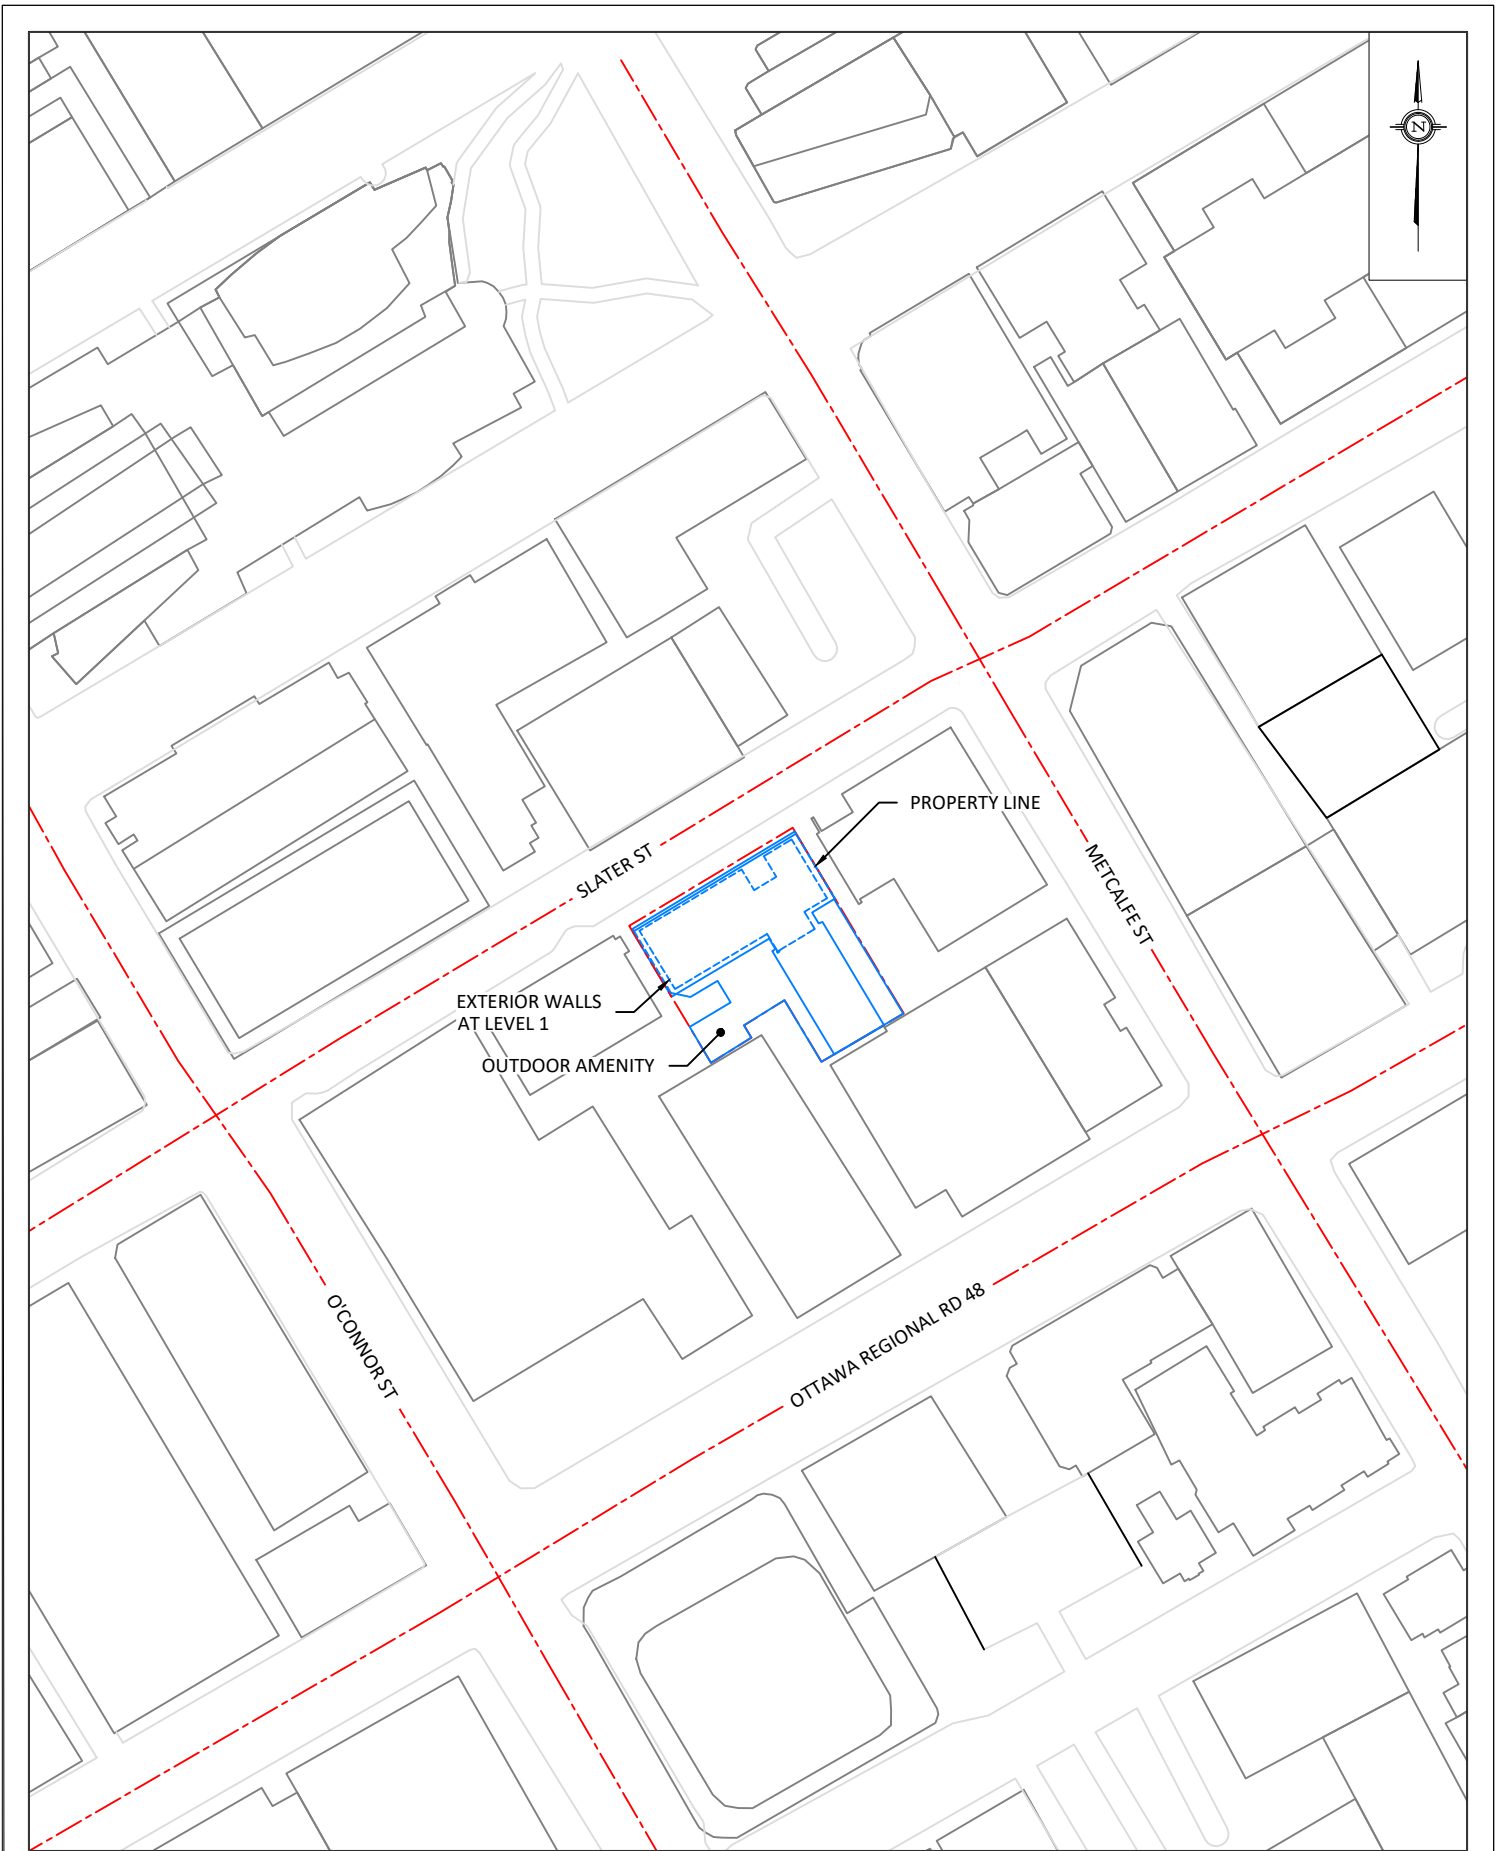 N
PROPERTY LINE
SLATER ST
METCALFE ST
EXTERIOR WALLS
AT LEVEL 1
OUTDOOR AMENITY
O'CONNOR ST
OTTAWA REGIONAL RD 48